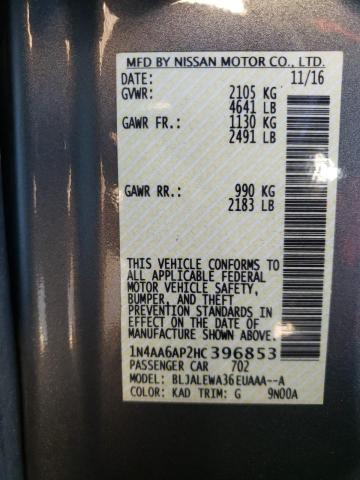 MFD BY NISSAN MOTOR CO., LTD.
DATE: 11/16
GVWR: 2105 KG
4641 LB
GAWR FR.: 1130 KG
2491 LB
GAWR RR.: 990 KG
2183 LB
THIS VEHICLE CONFORMS TO
ALL APPLICABLE FEDERAL
MOTOR VEHICLE SAFETY,
BUMPER, AND THEFT
PREVENTION STANDARDS
IN EFFECT ON THE DATE OF
MANUFACTURE SHOWN ABOVE.
1N4AA6AP2HC396853
PASSENGER CAR 702
MODEL: BLJALEWA36EUAAA--A
COLOR: KAD TRIM: G 9N00A